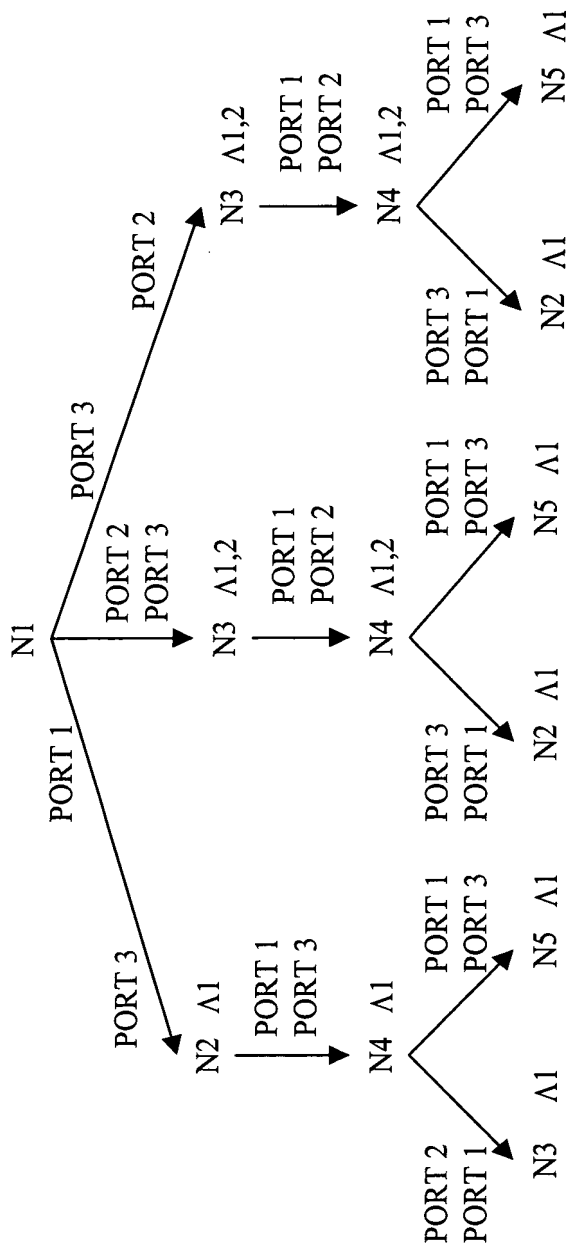 N1
PORT 1
PORT 3
PORT 2
PORT 3
PORT 3
PORT 2
N2 Λ1
N3 Λ1,2
N3 Λ1,2
PORT 1
PORT 3
PORT 1
PORT 2
PORT 1
PORT 2
N4 Λ1
N4 Λ1,2
N4 Λ1,2
PORT 2
PORT 1
PORT 1
PORT 3
PORT 3
PORT 1
PORT 1
PORT 3
PORT 3
PORT 1
PORT 1
PORT 3
N3 Λ1
N5 Λ1
N2 Λ1
N5 Λ1
N2 Λ1
N5 Λ1